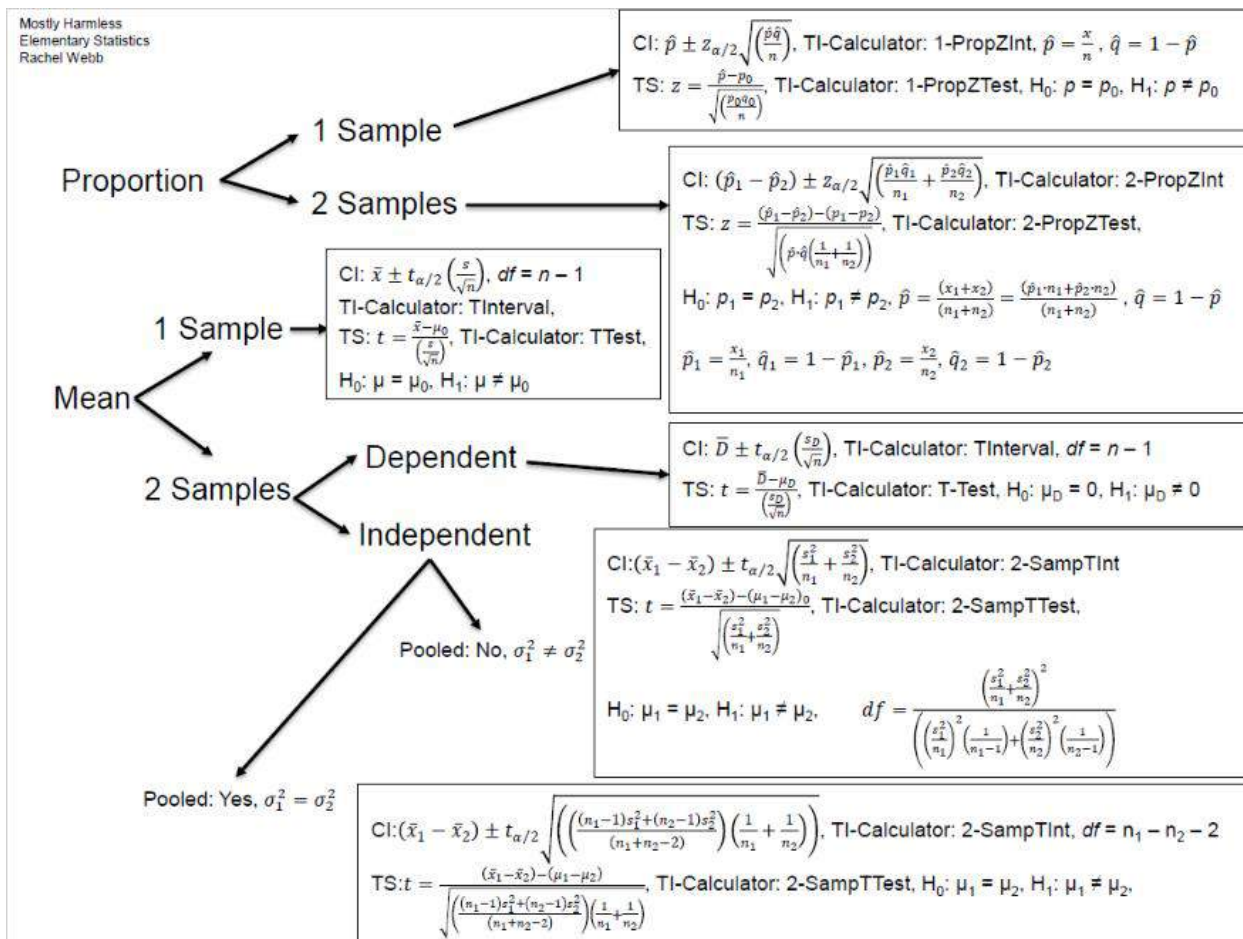 Mostly Harmless
Elementary Statistics
Rachel Webb
CI: p̂ ± z_{α/2}√((p̂q̂/n)), TI-Calculator: 1-PropZInt, p̂ = x/n, q̂ = 1 − p̂
TS: z = (p̂−p₀)/√((p₀q₀/n)), TI-Calculator: 1-PropZTest, H₀: p = p₀, H₁: p ≠ p₀
1 Sample
Proportion
2 Samples
CI: (p̂₁ − p̂₂) ± z_{α/2}√((p̂₁q̂₁/n₁ + p̂₂q̂₂/n₂)), TI-Calculator: 2-PropZInt
TS: z = ((p̂₁−p̂₂)−(p₁−p₂))/√((p̂·q̂(1/n₁+1/n₂))), TI-Calculator: 2-PropZTest,
H₀: p₁ = p₂, H₁: p₁ ≠ p₂, p̂ = (x₁+x₂)/(n₁+n₂) = (p̂₁·n₁+p̂₂·n₂)/(n₁+n₂) , q̂ = 1 − p̂
p̂₁ = x₁/n₁, q̂₁ = 1 − p̂₁, p̂₂ = x₂/n₂, q̂₂ = 1 − p̂₂
CI: x̄ ± t_{α/2}(s/√n), df = n – 1
TI-Calculator: TInterval,
TS: t = (x̄−μ₀)/(s/√n), TI-Calculator: TTest,
H₀: μ = μ₀, H₁: μ ≠ μ₀
1 Sample
Mean
2 Samples
Dependent
CI: D̄ ± t_{α/2}(s_D/√n), TI-Calculator: TInterval, df = n – 1
TS: t = (D̄−μ_D)/(s_D/√n), TI-Calculator: T-Test, H₀: μ_D = 0, H₁: μ_D ≠ 0
Independent
CI:(x̄₁ − x̄₂) ± t_{α/2}√((s₁²/n₁ + s₂²/n₂)), TI-Calculator: 2-SampTInt
TS: t = ((x̄₁−x̄₂)−(μ₁−μ₂)₀)/√((s₁²/n₁+s₂²/n₂)), TI-Calculator: 2-SampTTest,
H₀: μ₁ = μ₂, H₁: μ₁ ≠ μ₂, df = (s₁²/n₁+s₂²/n₂)²/((s₁²/n₁)²(1/(n₁−1))+(s₂²/n₂)²(1/(n₂−1)))
Pooled: No, σ₁² ≠ σ₂²
Pooled: Yes, σ₁² = σ₂²
CI:(x̄₁ − x̄₂) ± t_{α/2}√((((n₁−1)s₁²+(n₂−1)s₂²)/(n₁+n₂−2))(1/n₁ + 1/n₂)), TI-Calculator: 2-SampTInt, df = n₁ – n₂ – 2
TS:t = ((x̄₁−x̄₂)−(μ₁−μ₂))/√((((n₁−1)s₁²+(n₂−1)s₂²)/(n₁+n₂−2))(1/n₁+1/n₂)), TI-Calculator: 2-SampTTest, H₀: μ₁ = μ₂, H₁: μ₁ ≠ μ₂,